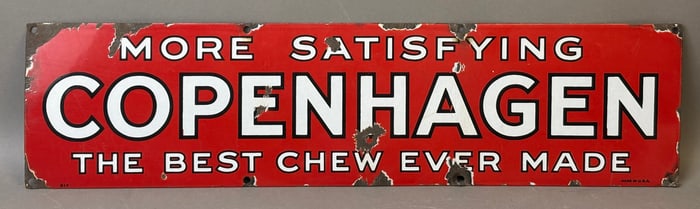 MORE SATISFYING
COPENHAGEN
THE BEST CHEW EVER MADE